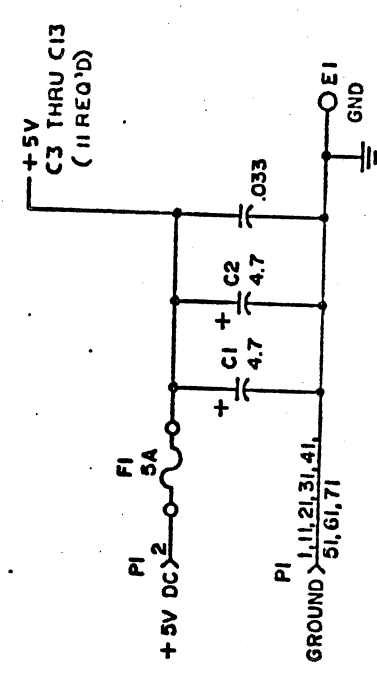 +5V
C3 THRU C13
(11 REQ'D)
F1
5A
P1
+5V DC
2
C1
4.7
+
C2
4.7
+
.033
P1
GROUND
1,11,21,31,41,
51,61,71
E1
GND